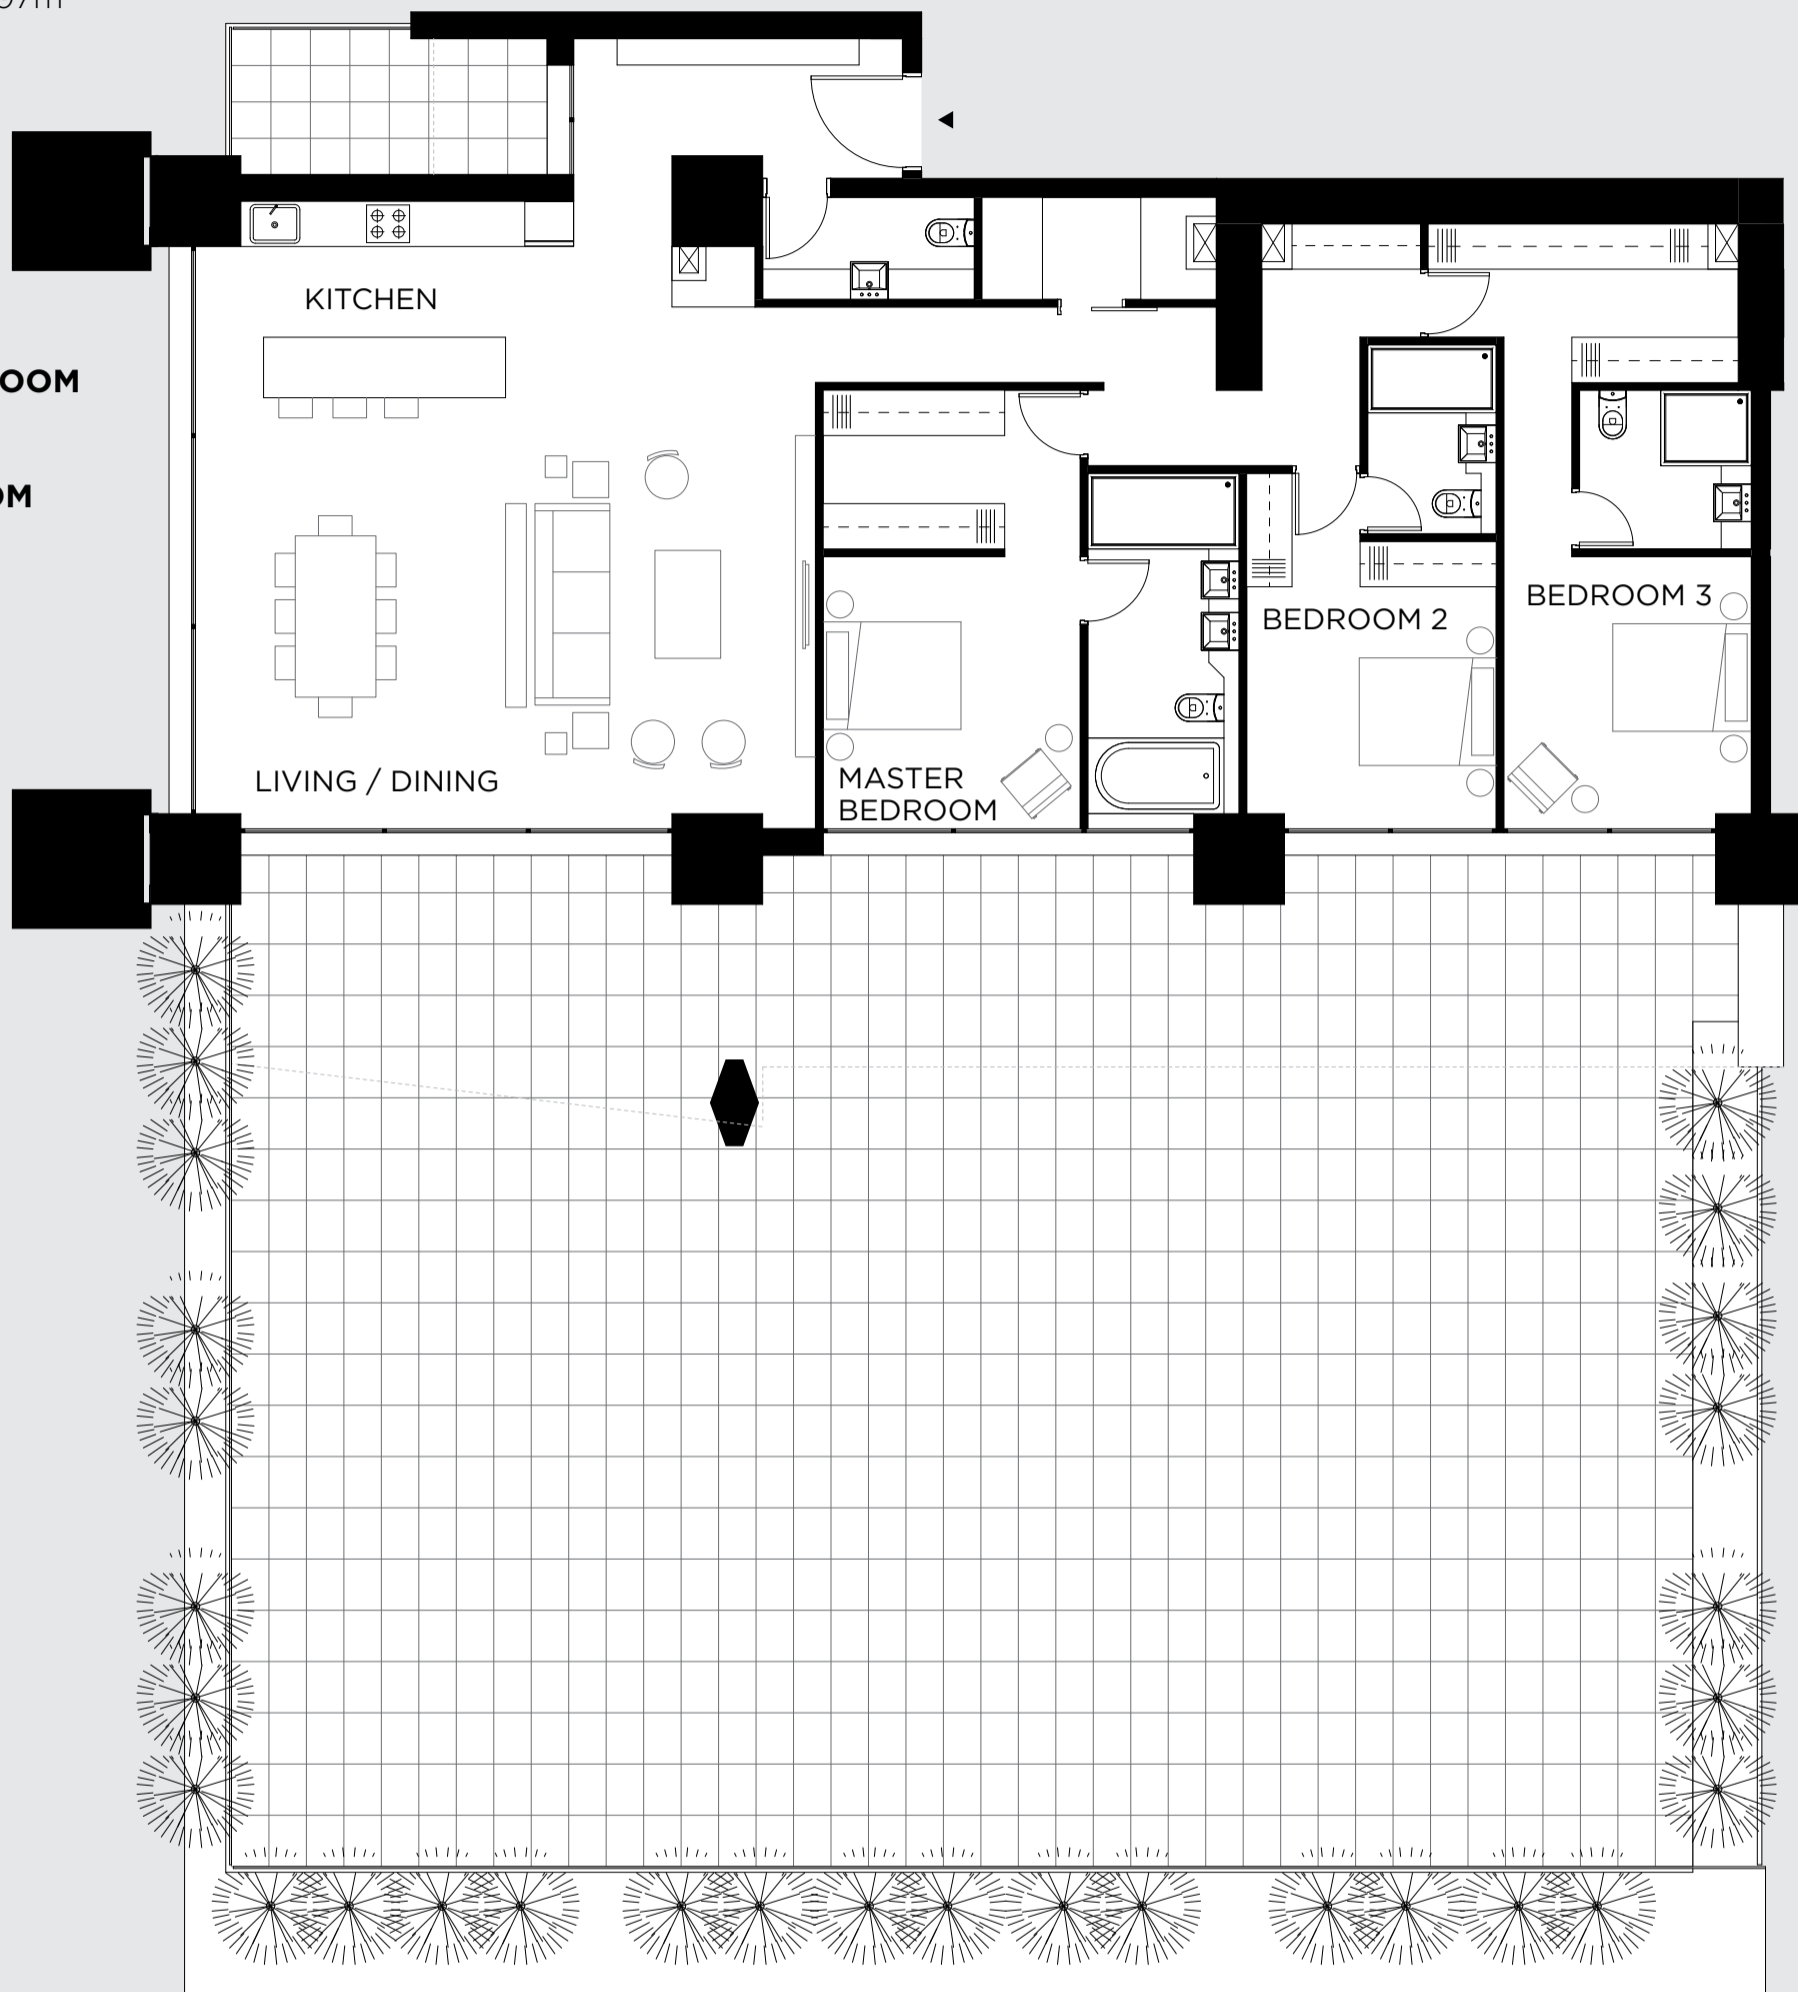 KITCHEN
OOM
OM
BEDROOM 3
BEDROOM 2
LIVING / DINING
MASTER
BEDROOM